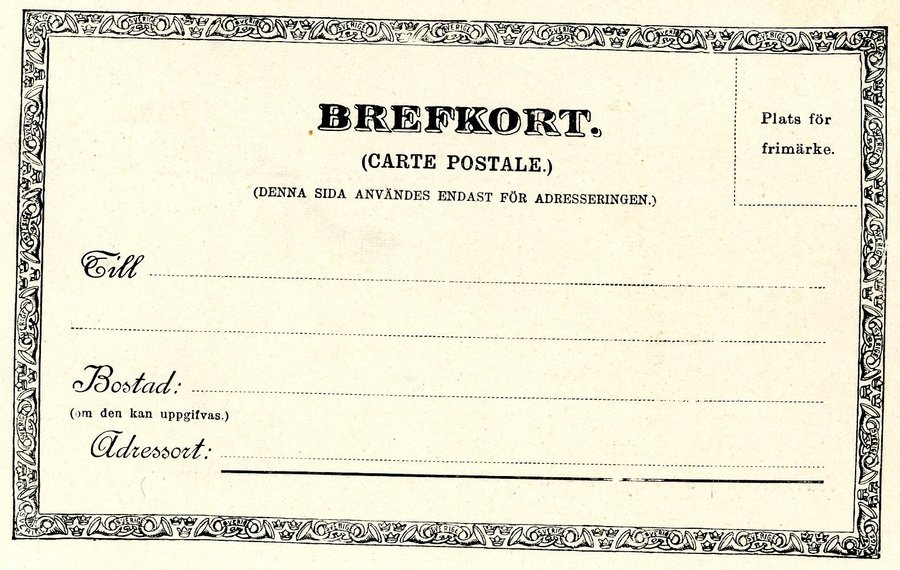 BREFKORT.
(CARTE POSTALE.)
(DENNA SIDA ANVÄNDES ENDAST FÖR ADRESSERINGEN.)
Plats för
frimärke.
Till
Bostad:
(om den kan uppgifvas.)
Adressort: